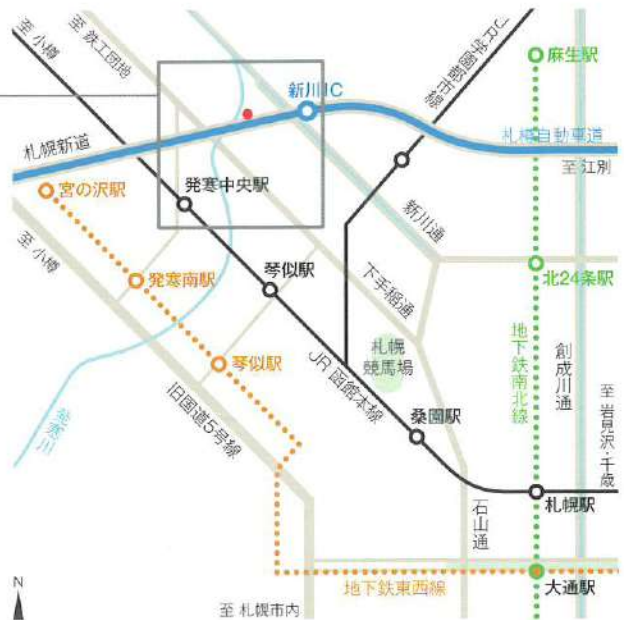 至 小樽
至 鉄工団地
JR学園都市線
麻生駅
新川IC
札幌新道
札幌自動車道
至 江別
宮の沢駅
発寒中央駅
新川通
至 小樽
発寒南駅
琴似駅
下手稲通
北24条駅
琴似駅
札幌
競馬場
地下鉄南北線
創成川通
至 岩見沢・千歳
JR函館本線
旧国道5号線
発寒川
桑園駅
石山通
札幌駅
地下鉄東西線
大通駅
N
至 札幌市内